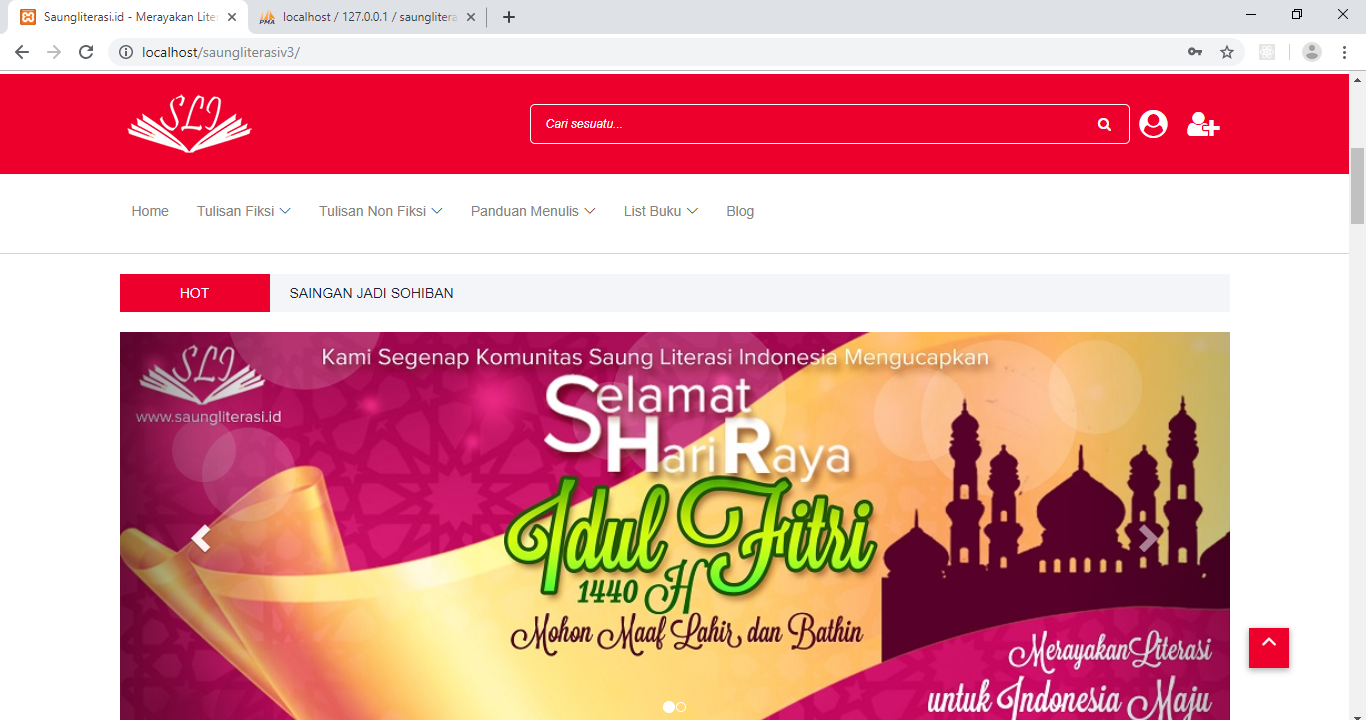 Saungliterasi.id - Merayakan Liter
localhost / 127.0.0.1 / saunglitera
localhost/saungliterasiv3/
SLI
Cari sesuatu...
Home
Tulisan Fiksi
Tulisan Non Fiksi
Panduan Menulis
List Buku
Blog
HOT
SAINGAN JADI SOHIBAN
SLI
www.saungliterasi.id
Kami Segenap Komunitas Saung Literasi Indonesia Mengucapkan
Selamat
Hari Raya
Idul Fitri
1440 H
Mohon Maaf Lahir dan Bathin
Merayakan Literasi
untuk Indonesia Maju